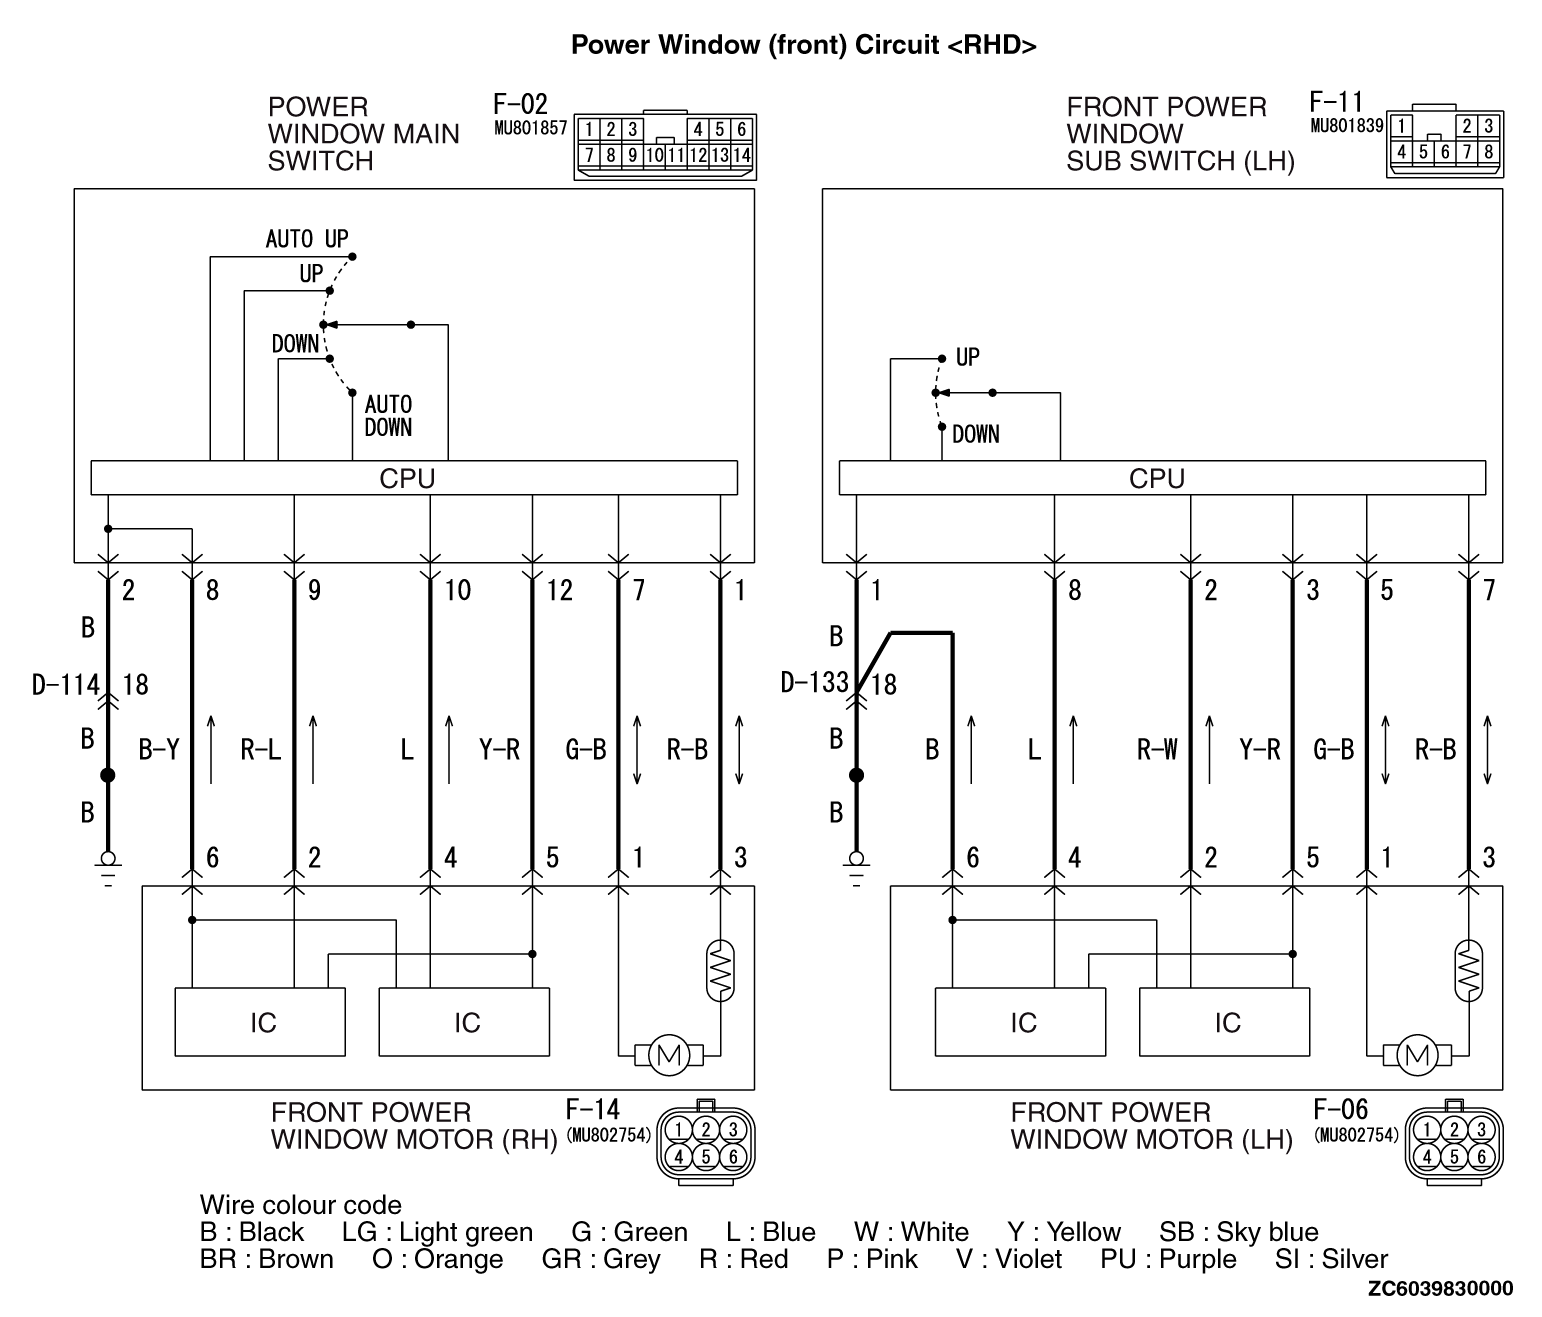 Power Window (front) Circuit <RHD>
POWER
WINDOW MAIN
SWITCH
F-02
MU801857
1 2 3 4 5 6
7 8 9 10 11 12 13 14
FRONT POWER
WINDOW
SUB SWITCH (LH)
F-11
MU801839
1 2 3
4 5 6 7 8
AUTO UP
UP
DOWN
AUTO
DOWN
UP
DOWN
CPU
CPU
2 8 9 10 12 7 1
1 8 2 3 5 7
B
B
D-114 18
D-133 18
B B-Y R-L L Y-R G-B R-B
B B L R-W Y-R G-B R-B
B
B
6 2 4 5 1 3
6 4 2 5 1 3
IC IC M
IC IC M
FRONT POWER
WINDOW MOTOR (RH)
F-14
(MU802754)
1 2 3
4 5 6
FRONT POWER
WINDOW MOTOR (LH)
F-06
(MU802754)
1 2 3
4 5 6
Wire colour code
B : Black LG : Light green G : Green L : Blue W : White Y : Yellow SB : Sky blue
BR : Brown O : Orange GR : Grey R : Red P : Pink V : Violet PU : Purple SI : Silver
ZC6039830000